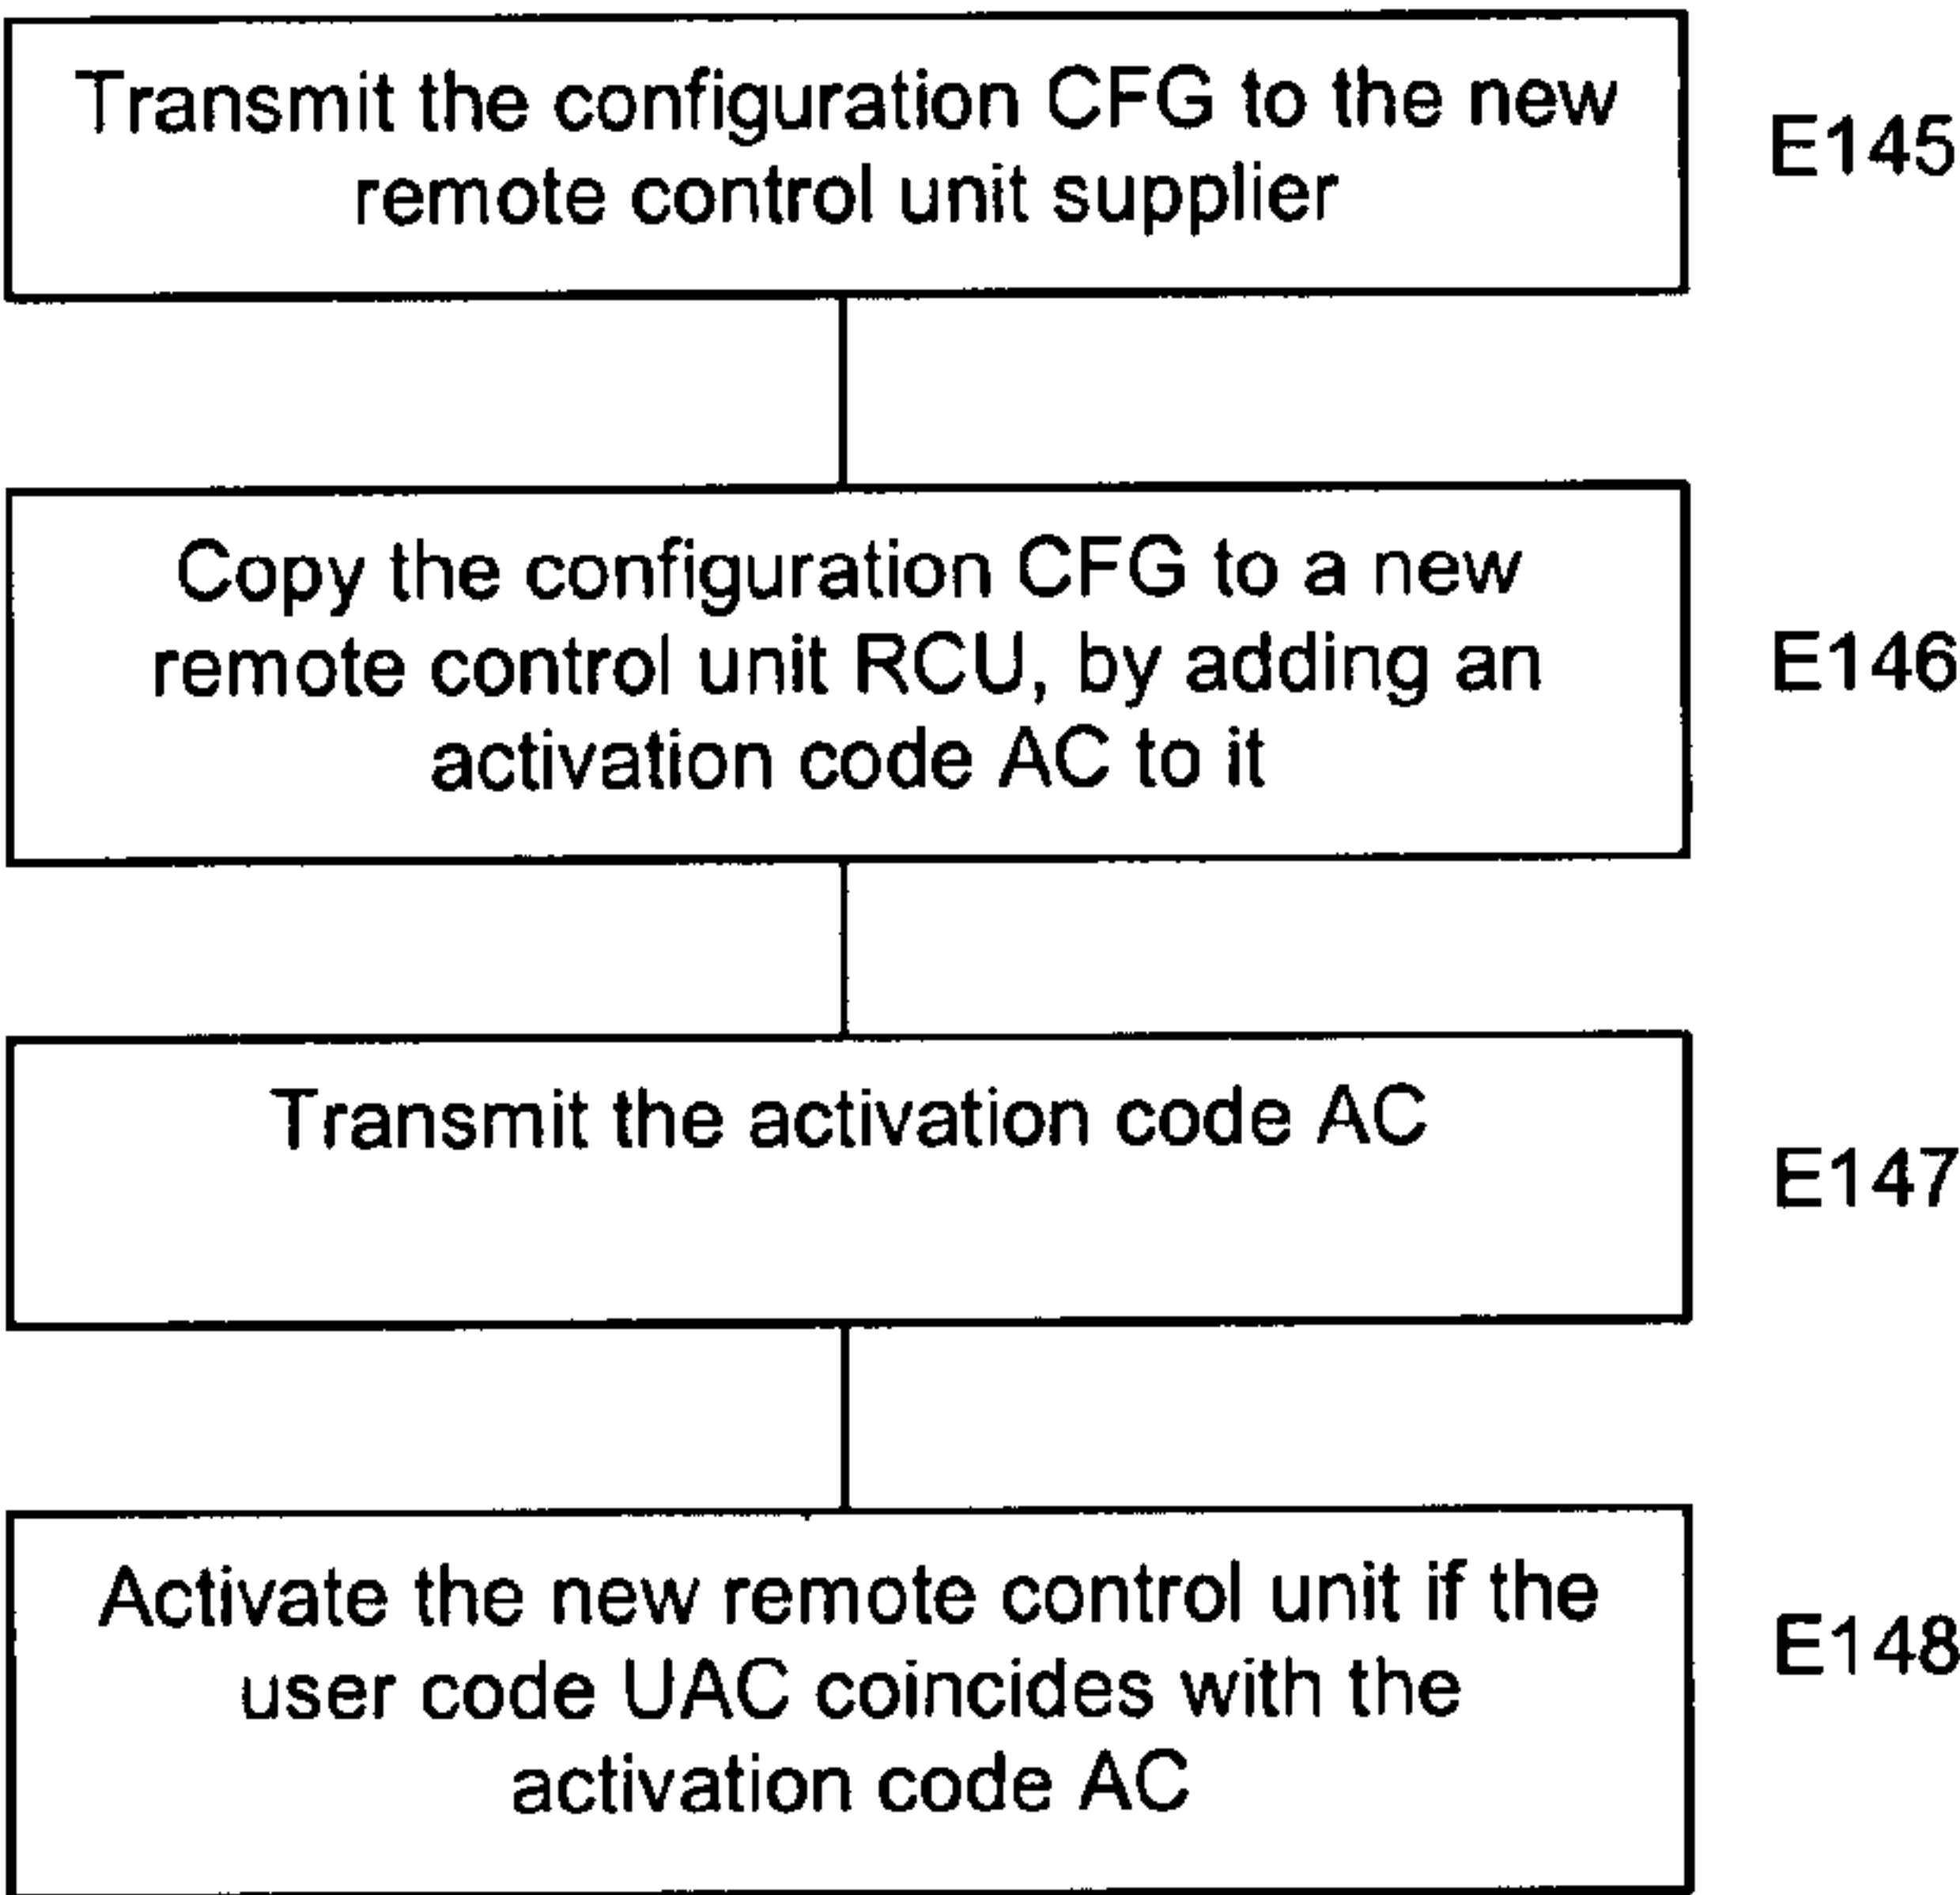 Transmit the configuration CFG to the new
remote control unit supplier
E145
Copy the configuration CFG to a new
remote control unit RCU, by adding an
activation code AC to it
E146
Transmit the activation code AC
E147
Activate the new remote control unit if the
user code UAC coincides with the
activation code AC
E148